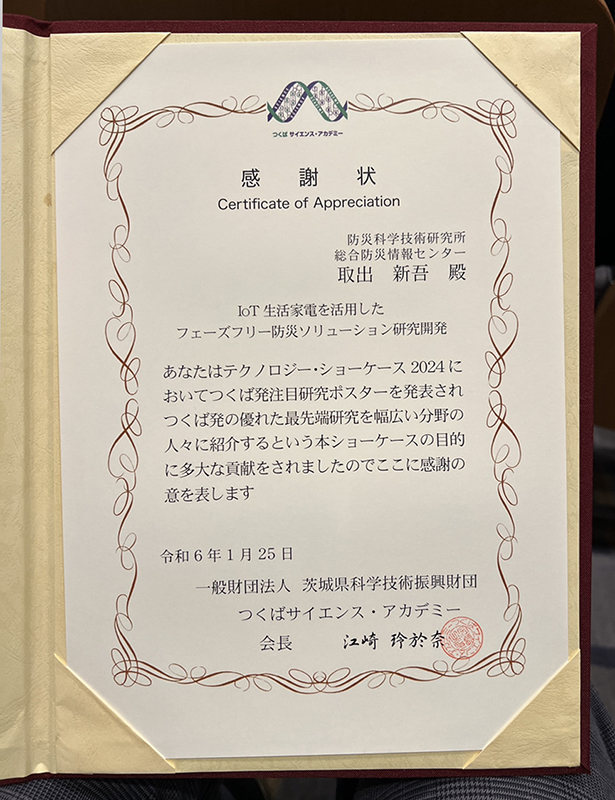 つくば サイエンス・アカデミー
感謝状
Certificate of Appreciation
防災科学技術研究所
総合防災情報センター
取出 新吾 殿
IoT 生活家電を活用した
フェーズフリー防災ソリューション研究開発
あなたはテクノロジー・ショーケース 2024 に
おいてつくば発注目研究ポスターを発表され
つくば発の優れた最先端研究を幅広い分野の
人々に紹介するという本ショーケースの目的
に多大な貢献をされましたのでここに感謝の
意を表します
令和 6 年 1 月 25 日
一般財団法人 茨城県科学技術振興財団
つくばサイエンス・アカデミー
会長 江崎 玲於奈